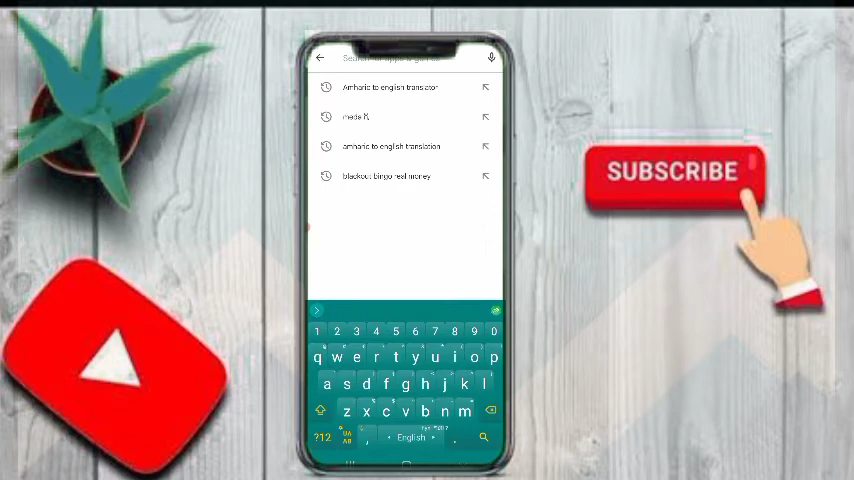 Amharic to english translator
amharic to english translation
blackout bingo real money
SUBSCRIBE
1 2 3 4 5 6 7 8 9 0
q w e r t y u i o p
a s d f g h j k l
z x c v b n m
?12 , English .